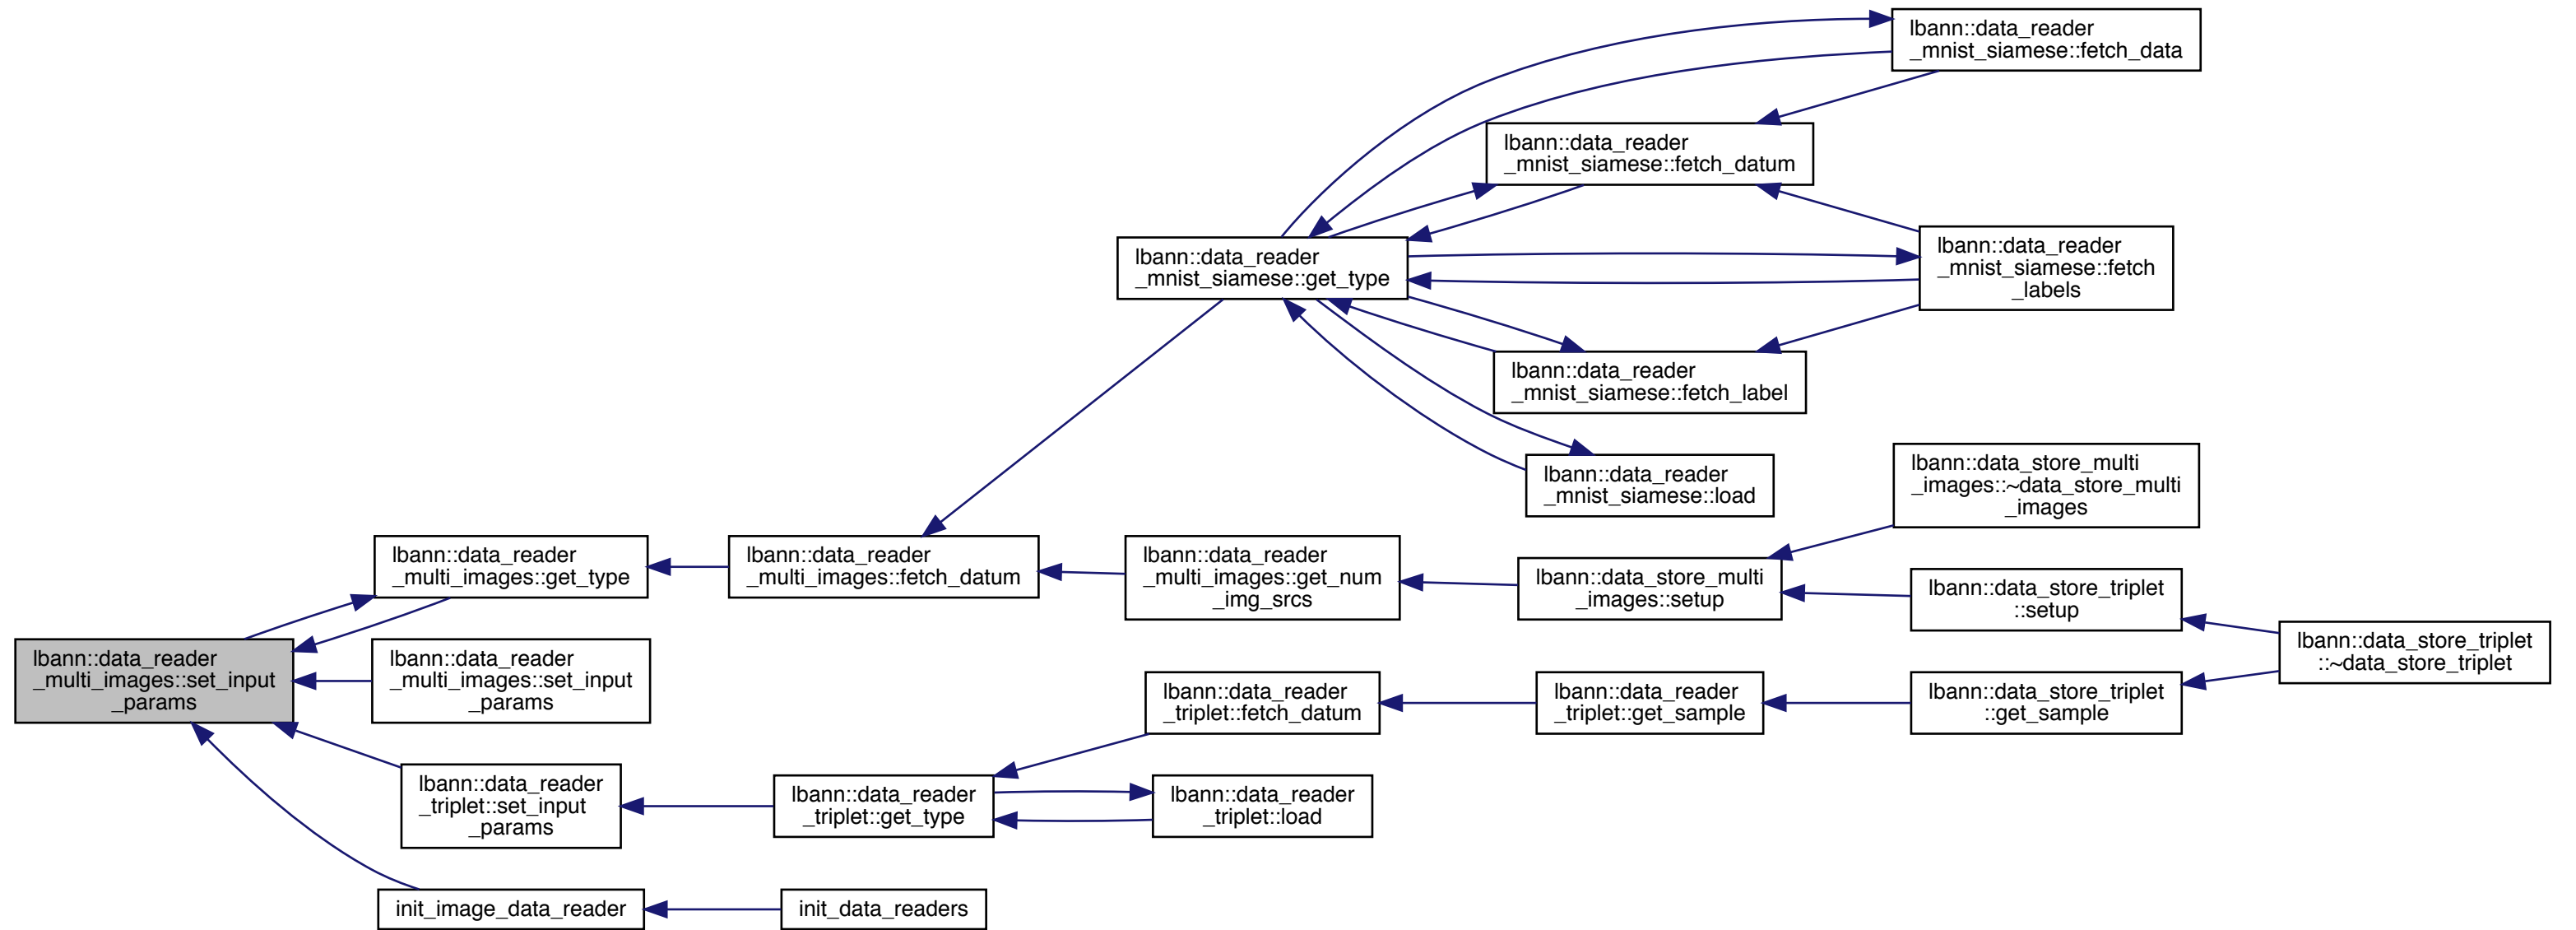 lbann::data_reader
_mnist_siamese::fetch_data
lbann::data_reader
_mnist_siamese::fetch_datum
lbann::data_reader
_mnist_siamese::get_type
lbann::data_reader
_mnist_siamese::fetch
_labels
lbann::data_reader
_mnist_siamese::fetch_label
lbann::data_reader
_mnist_siamese::load
lbann::data_store_multi
_images::~data_store_multi
_images
lbann::data_reader
_multi_images::get_type
lbann::data_reader
_multi_images::fetch_datum
lbann::data_reader
_multi_images::get_num
_img_srcs
lbann::data_store_multi
_images::setup
lbann::data_store_triplet
::setup
lbann::data_store_triplet
::~data_store_triplet
lbann::data_reader
_multi_images::set_input
_params
lbann::data_reader
_multi_images::set_input
_params
lbann::data_reader
_triplet::fetch_datum
lbann::data_reader
_triplet::get_sample
lbann::data_store_triplet
::get_sample
lbann::data_reader
_triplet::set_input
_params
lbann::data_reader
_triplet::get_type
lbann::data_reader
_triplet::load
init_image_data_reader
init_data_readers